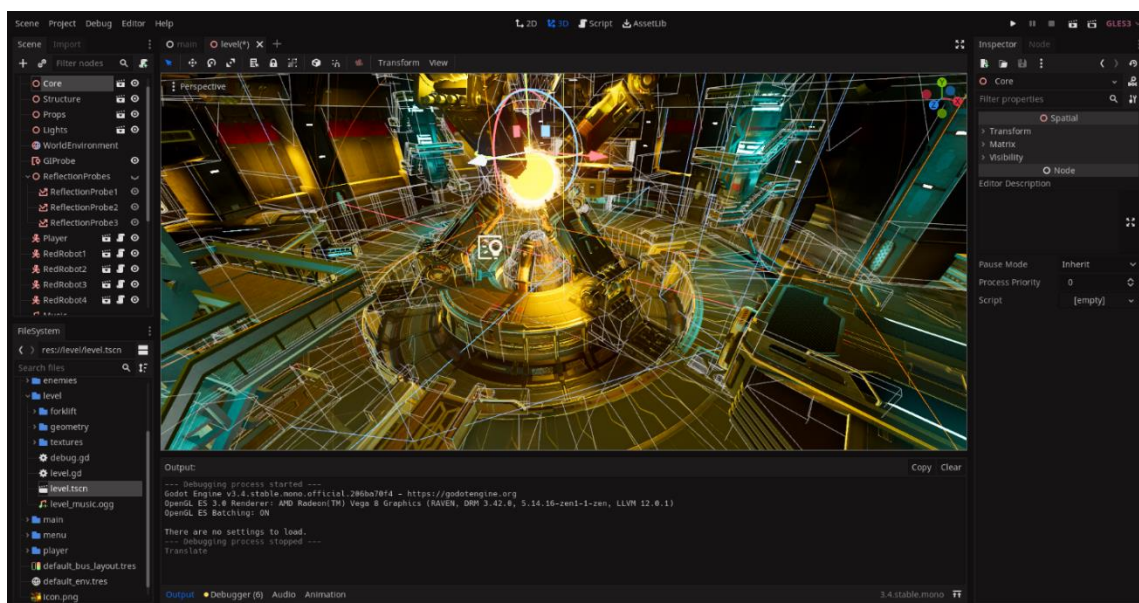 Scene Project Debug Editor Help
2D 3D Script AssetLib
GLES3
Scene Import
Filter nodes
Core
Structure
Props
Lights
WorldEnvironment
GIProbe
ReflectionProbes
ReflectionProbe1
ReflectionProbe2
ReflectionProbe3
Player
RedRobot1
RedRobot2
RedRobot3
RedRobot4
FileSystem
res://level/level.tscn
Search files
enemies
level
forklift
geometry
textures
debug.gd
level.gd
level.tscn
level_music.ogg
main
menu
player
default_bus_layout.tres
default_env.tres
icon.png
main level(*)
Transform View
Perspective
Y
X
Z
Output: Copy Clear
--- Debugging process started ---
Godot Engine v3.4.stable.mono.official.206ba70f4 - https://godotengine.org
OpenGL ES 3.0 Renderer: AMD Radeon(TM) Vega 8 Graphics (RAVEN, DRM 3.42.0, 5.14.16-zen1-1-zen, LLVM 12.0.1)
OpenGL ES Batching: ON
There are no settings to load.
--- Debugging process stopped ---
Translate
Output Debugger (6) Audio Animation 3.4.stable.mono
Inspector Node
Core
Filter properties
Spatial
Transform
Matrix
Visibility
Node
Editor Description
Pause Mode Inherit
Process Priority 0
Script [empty]